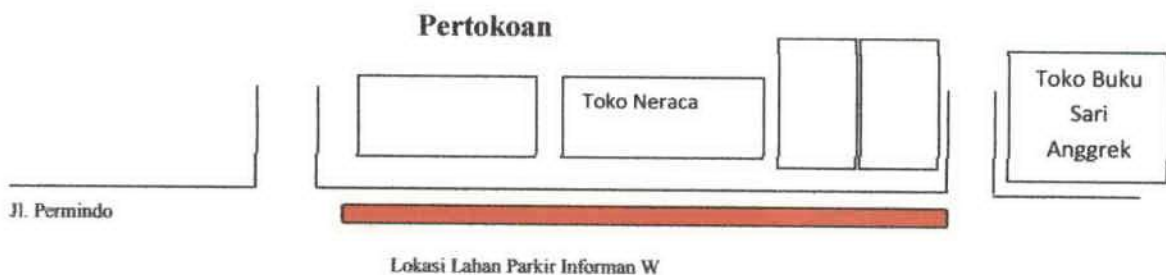 Pertokoan
Toko Neraca
Toko Buku
Sari
Anggrek
Jl. Permindo
Lokasi Lahan Parkir Informan W